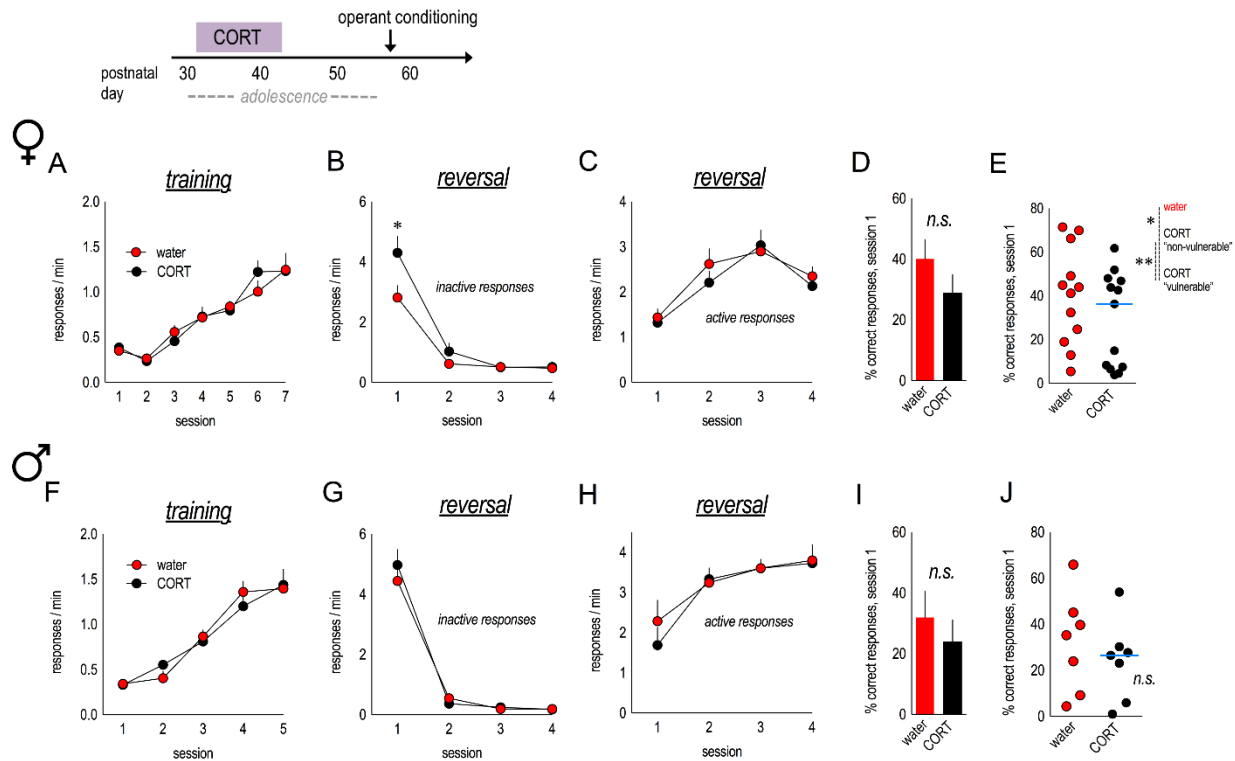 operant conditioning
CORT
postnatal day
30 40 50 60
adolescence
♀
A
training
responses / min
2.0
1.5
1.0
0.5
0.0
water
CORT
1 2 3 4 5 6 7
session
B
reversal
responses / min
6
4
2
0
*
inactive responses
1 2 3 4
session
C
reversal
responses / min
4
3
2
1
0
active responses
1 2 3 4
session
D
% correct responses, session 1
60
40
20
0
n.s.
water
CORT
E
% correct responses, session 1
80
60
40
20
0
water
CORT
*
**
water
CORT
"non-vulnerable"
CORT
"vulnerable"
♂
F
training
responses / min
2.0
1.5
1.0
0.5
0.0
water
CORT
1 2 3 4 5
session
G
reversal
responses / min
6
4
2
0
inactive responses
1 2 3 4
session
H
reversal
responses / min
4
3
2
1
0
active responses
1 2 3 4
session
I
% correct responses, session 1
60
40
20
0
n.s.
water
CORT
J
% correct responses, session 1
80
60
40
20
0
n.s.
water
CORT